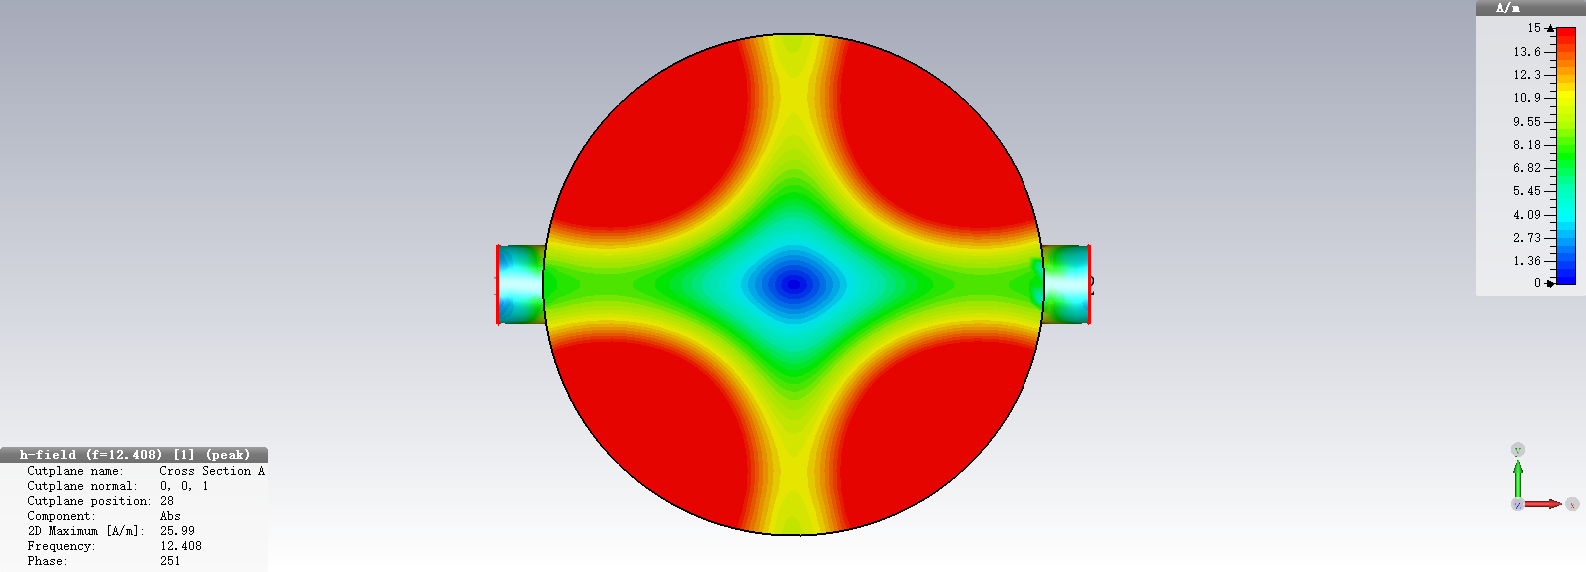 A/m
15
13.6
12.3
10.9
9.55
8.18
6.82
5.45
4.09
2.73
1.36
0
2
h-field (f=12.408) [1] (peak)
Cutplane name: Cross Section A
Cutplane normal: 0, 0, 1
Cutplane position: 28
Component: Abs
2D Maximum [A/m]: 25.99
Frequency: 12.408
Phase: 251
Y
Z
X